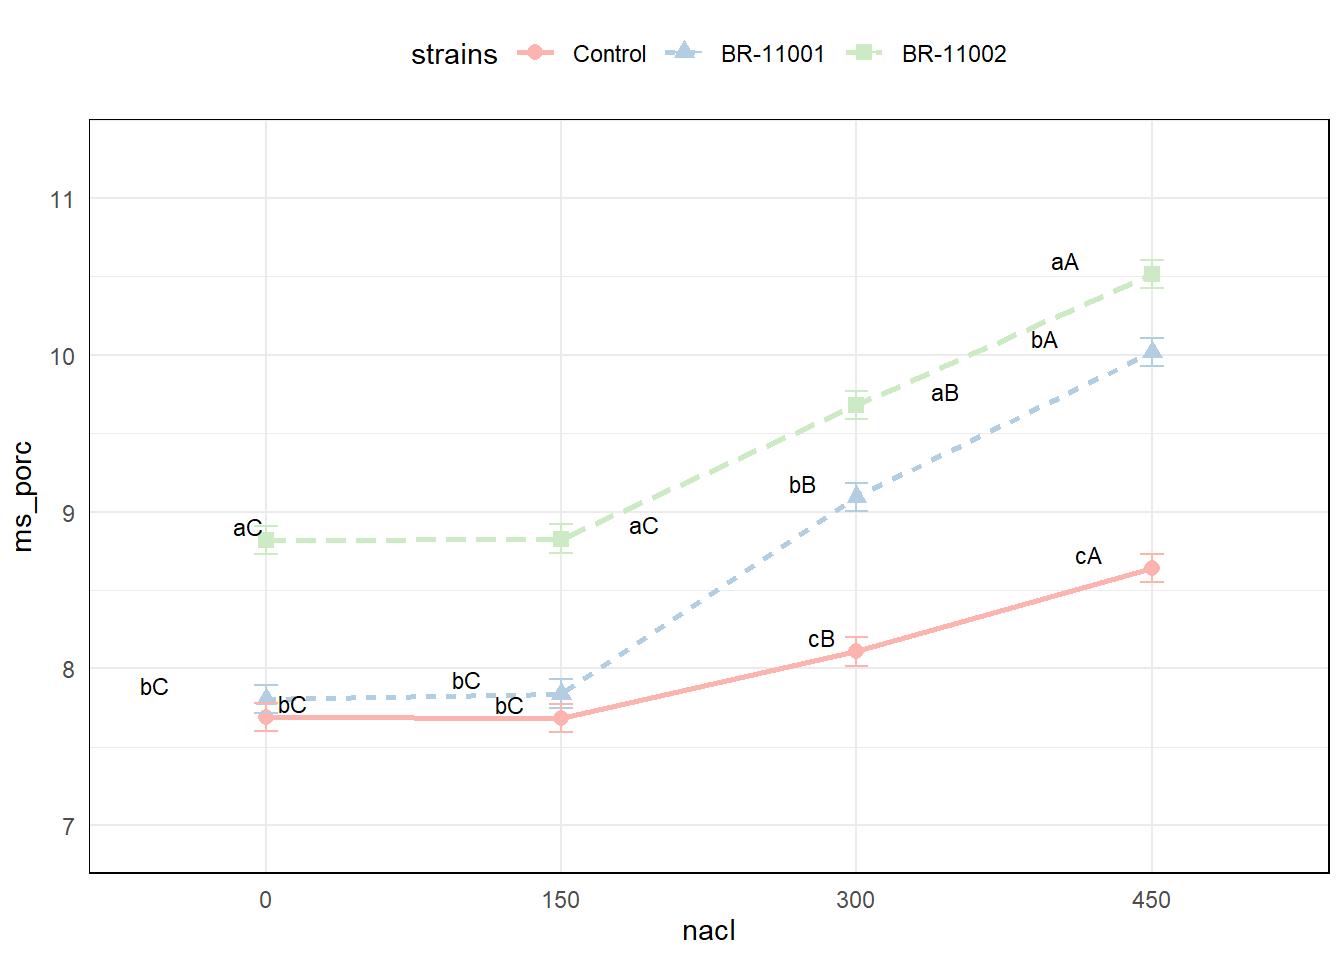 strains Control BR-11001 BR-11002
11
aA
bA
10
aB
bB
9
aC
aC
cA
cB
8
bC
bC
bC
bC
7
0 150 300 450
nacl
ms_porc